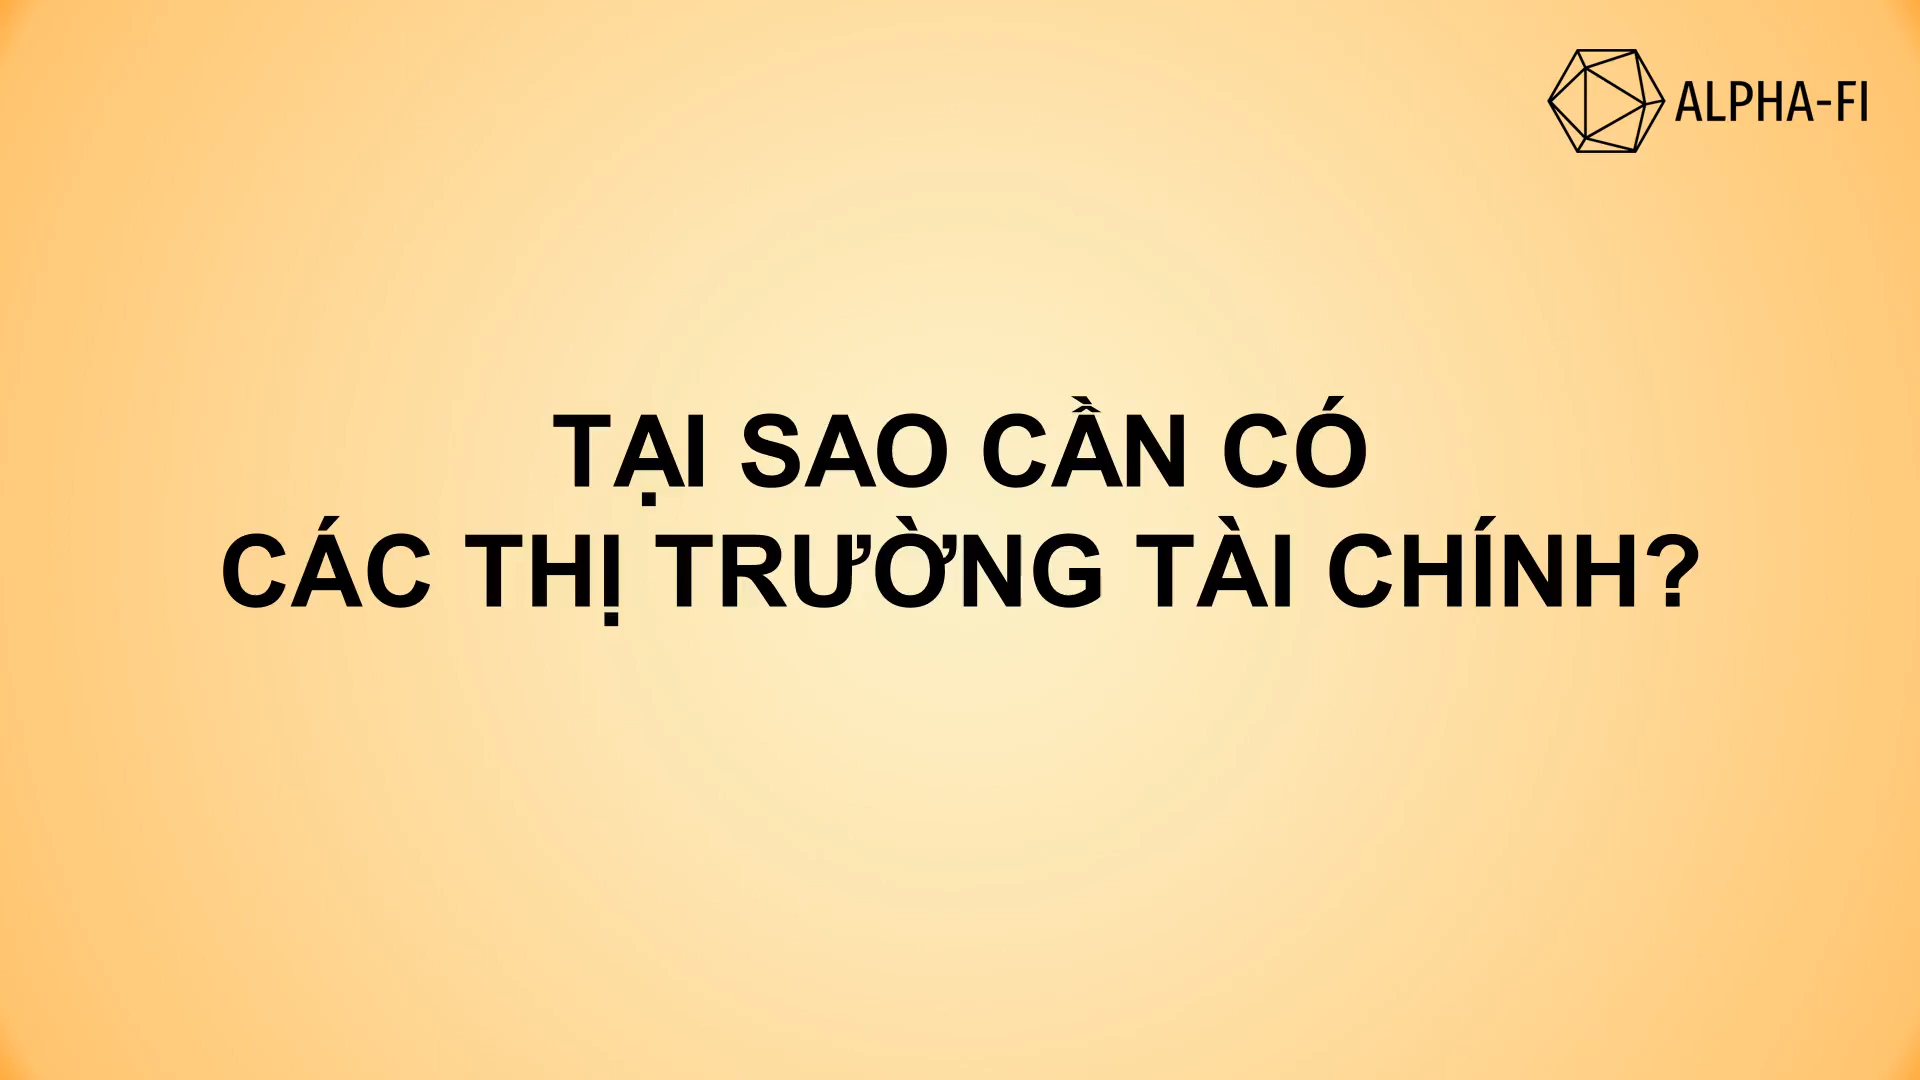 ALPHA-FI
TẠI SAO CẦN CÓ
CÁC THỊ TRƯỜNG TÀI CHÍNH?